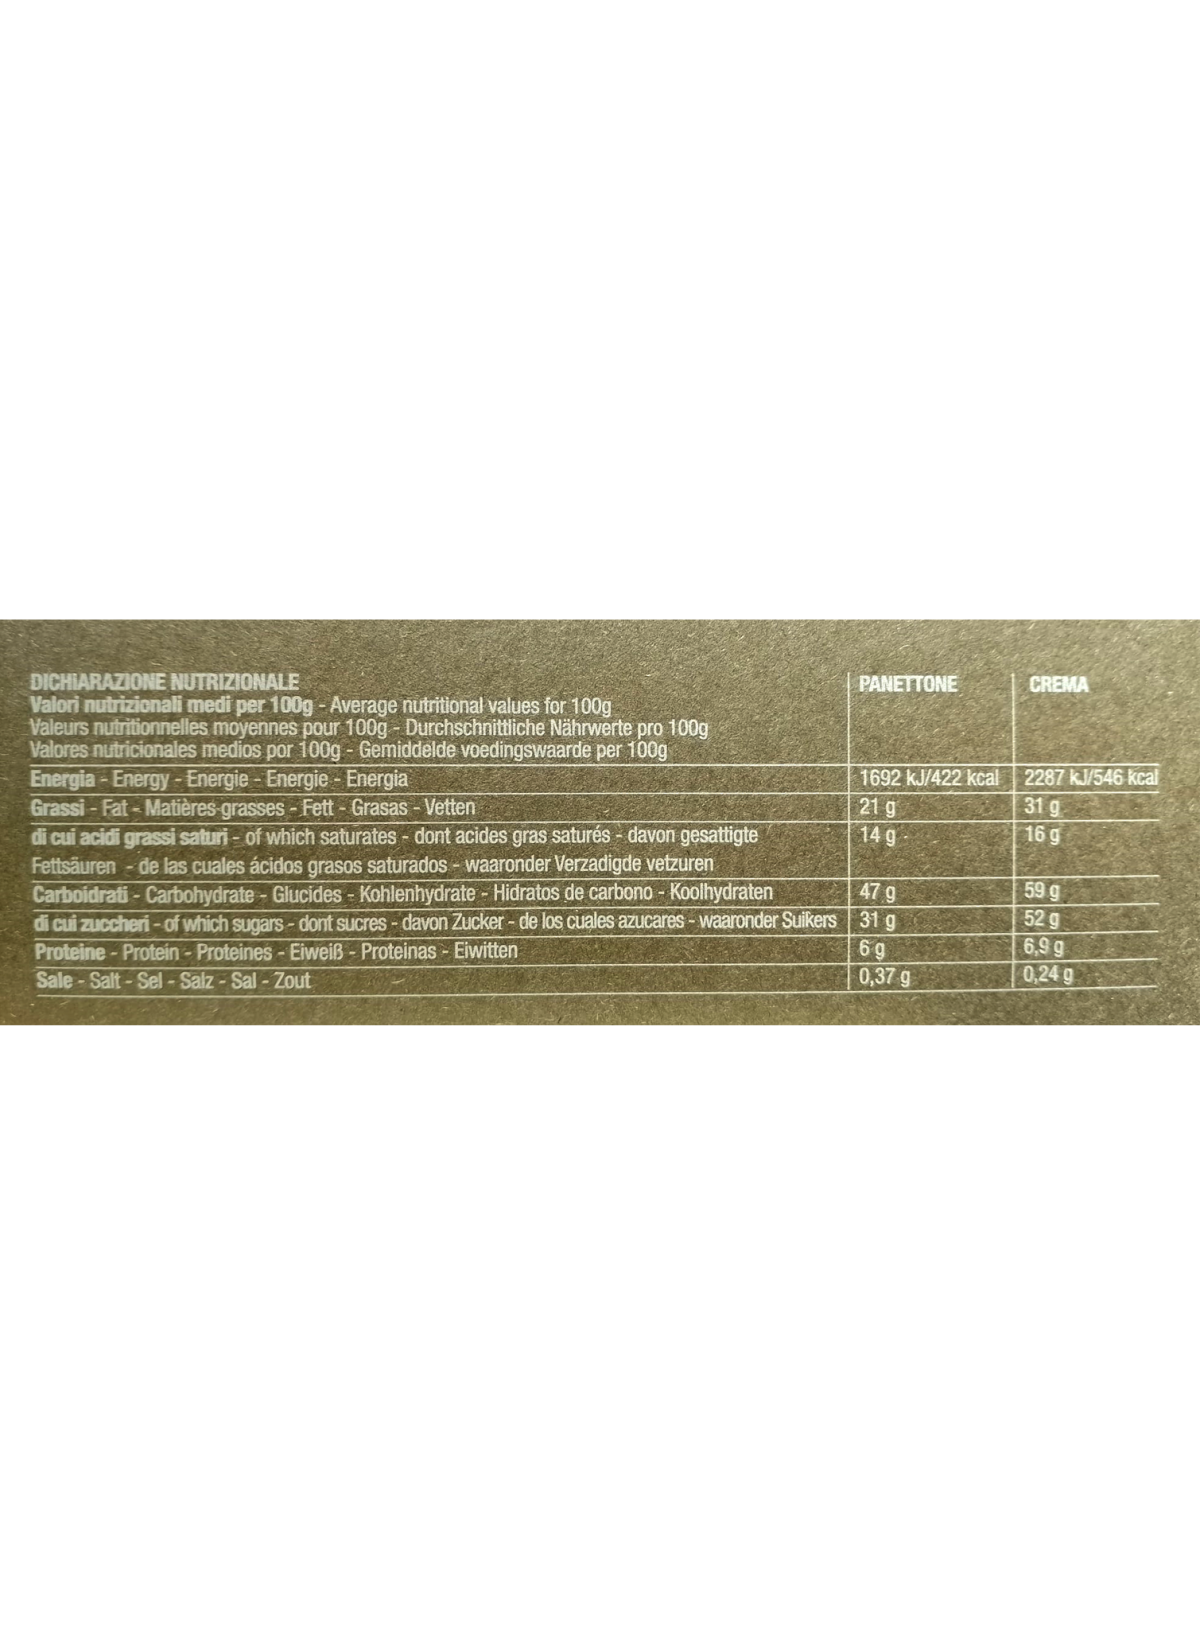 DICHIARAZIONE NUTRIZIONALE PANETTONE CREMA
Valori nutrizionali medi per 100g - Average nutritional values for 100g
Valeurs nutritionnelles moyennes pour 100g - Durchschnittliche Nährwerte pro 100g
Valores nutricionales medios por 100g - Gemiddelde voedingswaarde per 100g
Energia - Energy - Energie - Energie - Energia 1692 kJ/422 kcal 2287 kJ/546 kcal
Grassi - Fat - Matières grasses - Fett - Grasas - Vetten 21 g 31 g
di cui acidi grassi saturi - of which saturates - dont acides gras saturés - davon gesattigte 14 g 16 g
Fettsäuren - de las cuales ácidos grasos saturados - waaronder Verzadigde vetzuren
Carboidrati - Carbohydrate - Glucides - Kohlenhydrate - Hidratos de carbono - Koolhydraten 47 g 59 g
di cui zuccheri - of which sugars - dont sucres - davon Zucker - de los cuales azucares - waaronder Suikers 31 g 52 g
Proteine - Protein - Proteines - Eiweiß - Proteinas - Eiwitten 6 g 6,9 g
Sale - Salt - Sel - Salz - Sal - Zout 0,37 g 0,24 g